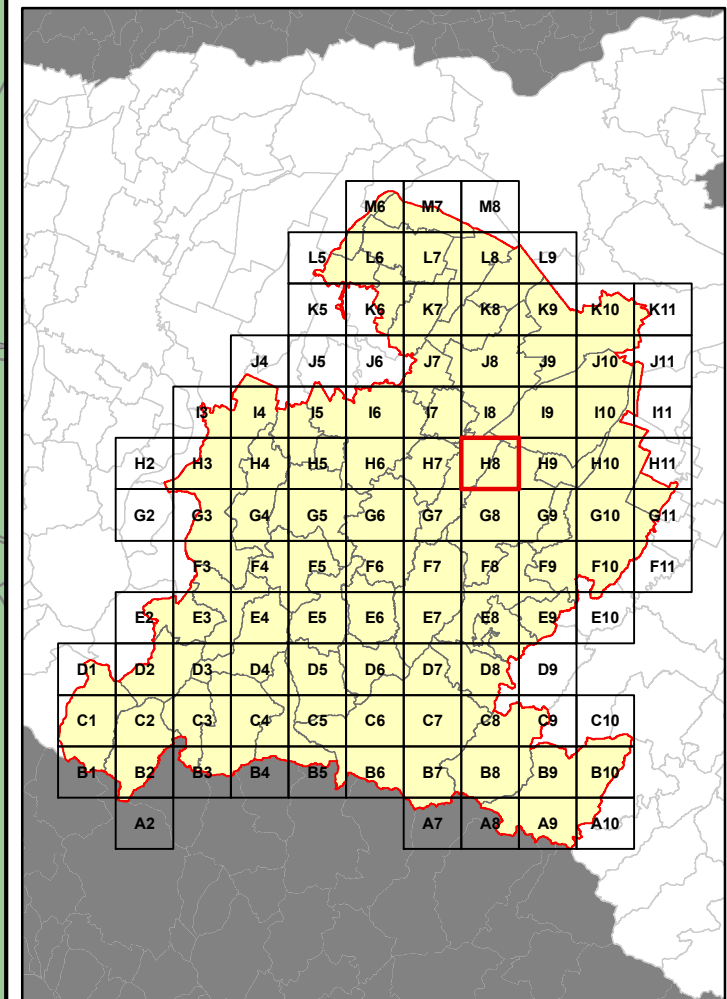 M6 M7 M8
L5 L6 L7 L8 L9
K5 K6 K7 K8 K9 K10 K11
J4 J5 J6 J7 J8 J9 J10 J11
I3 I4 I5 I6 I7 I8 I9 I10 I11
H2 H3 H4 H5 H6 H7 H8 H9 H10 H11
G2 G3 G4 G5 G6 G7 G8 G9 G10 G11
F3 F4 F5 F6 F7 F8 F9 F10 F11
E2 E3 E4 E5 E6 E7 E8 E9 E10
D1 D2 D3 D4 D5 D6 D7 D8 D9
C1 C2 C3 C4 C5 C6 C7 C8 C9 C10
B1 B2 B3 B4 B5 B6 B7 B8 B9 B10
A2 A7 A8 A9 A10